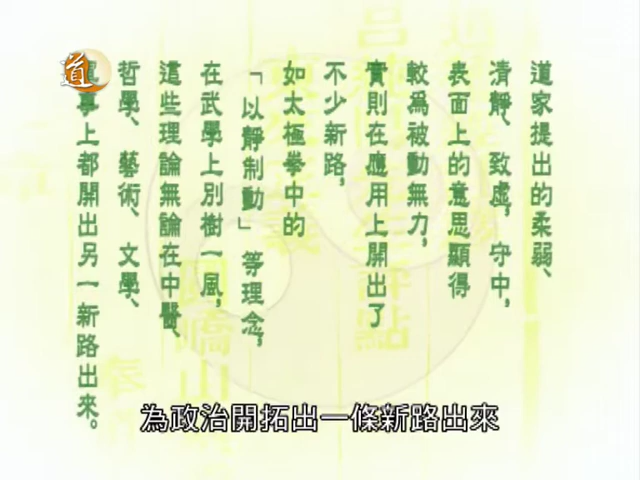 道
道家提出的柔弱、
清靜、致虛，守中，
表面上的意思顯得
較爲被動無力，
實則在應用上開出了
不少新路，
如太極拳中的
「以靜制動」等理念，
在武學上別樹一風，
這些理論無論在中醫、
哲學、藝術、文學、
事上都開出另一新路出來。
為政治開拓出一條新路出來